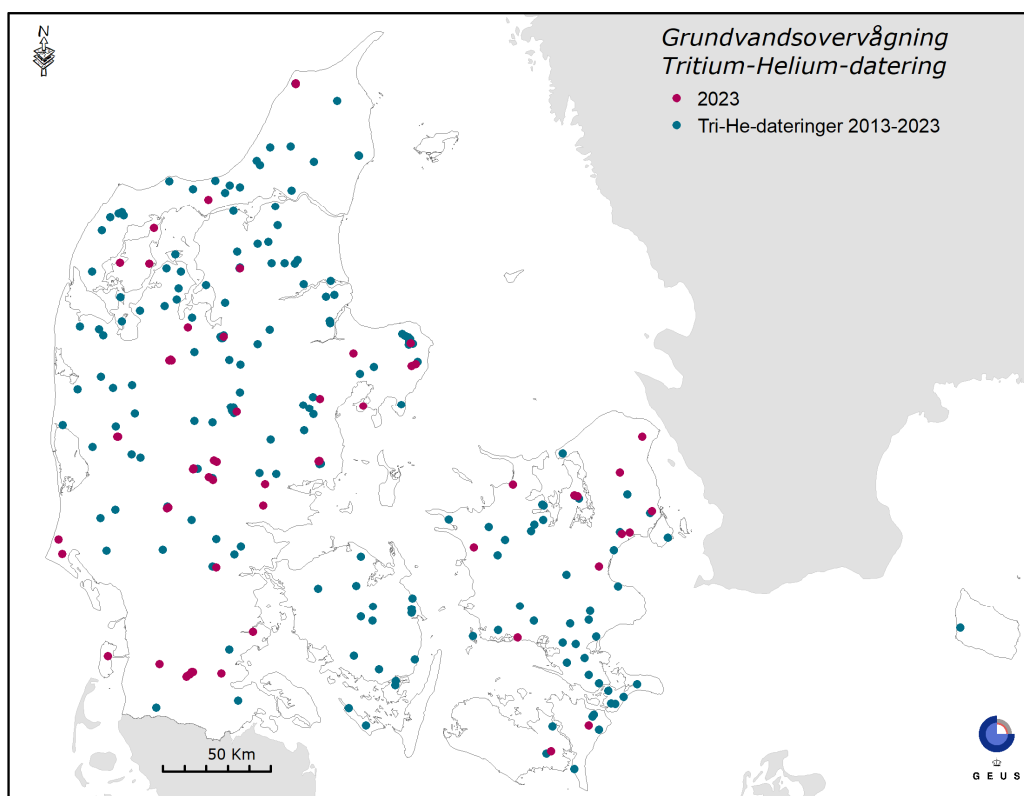 N
Grundvandsovervågning
Tritium-Helium-datering
2023
Tri-He-dateringer 2013-2023
50 Km
GEUS